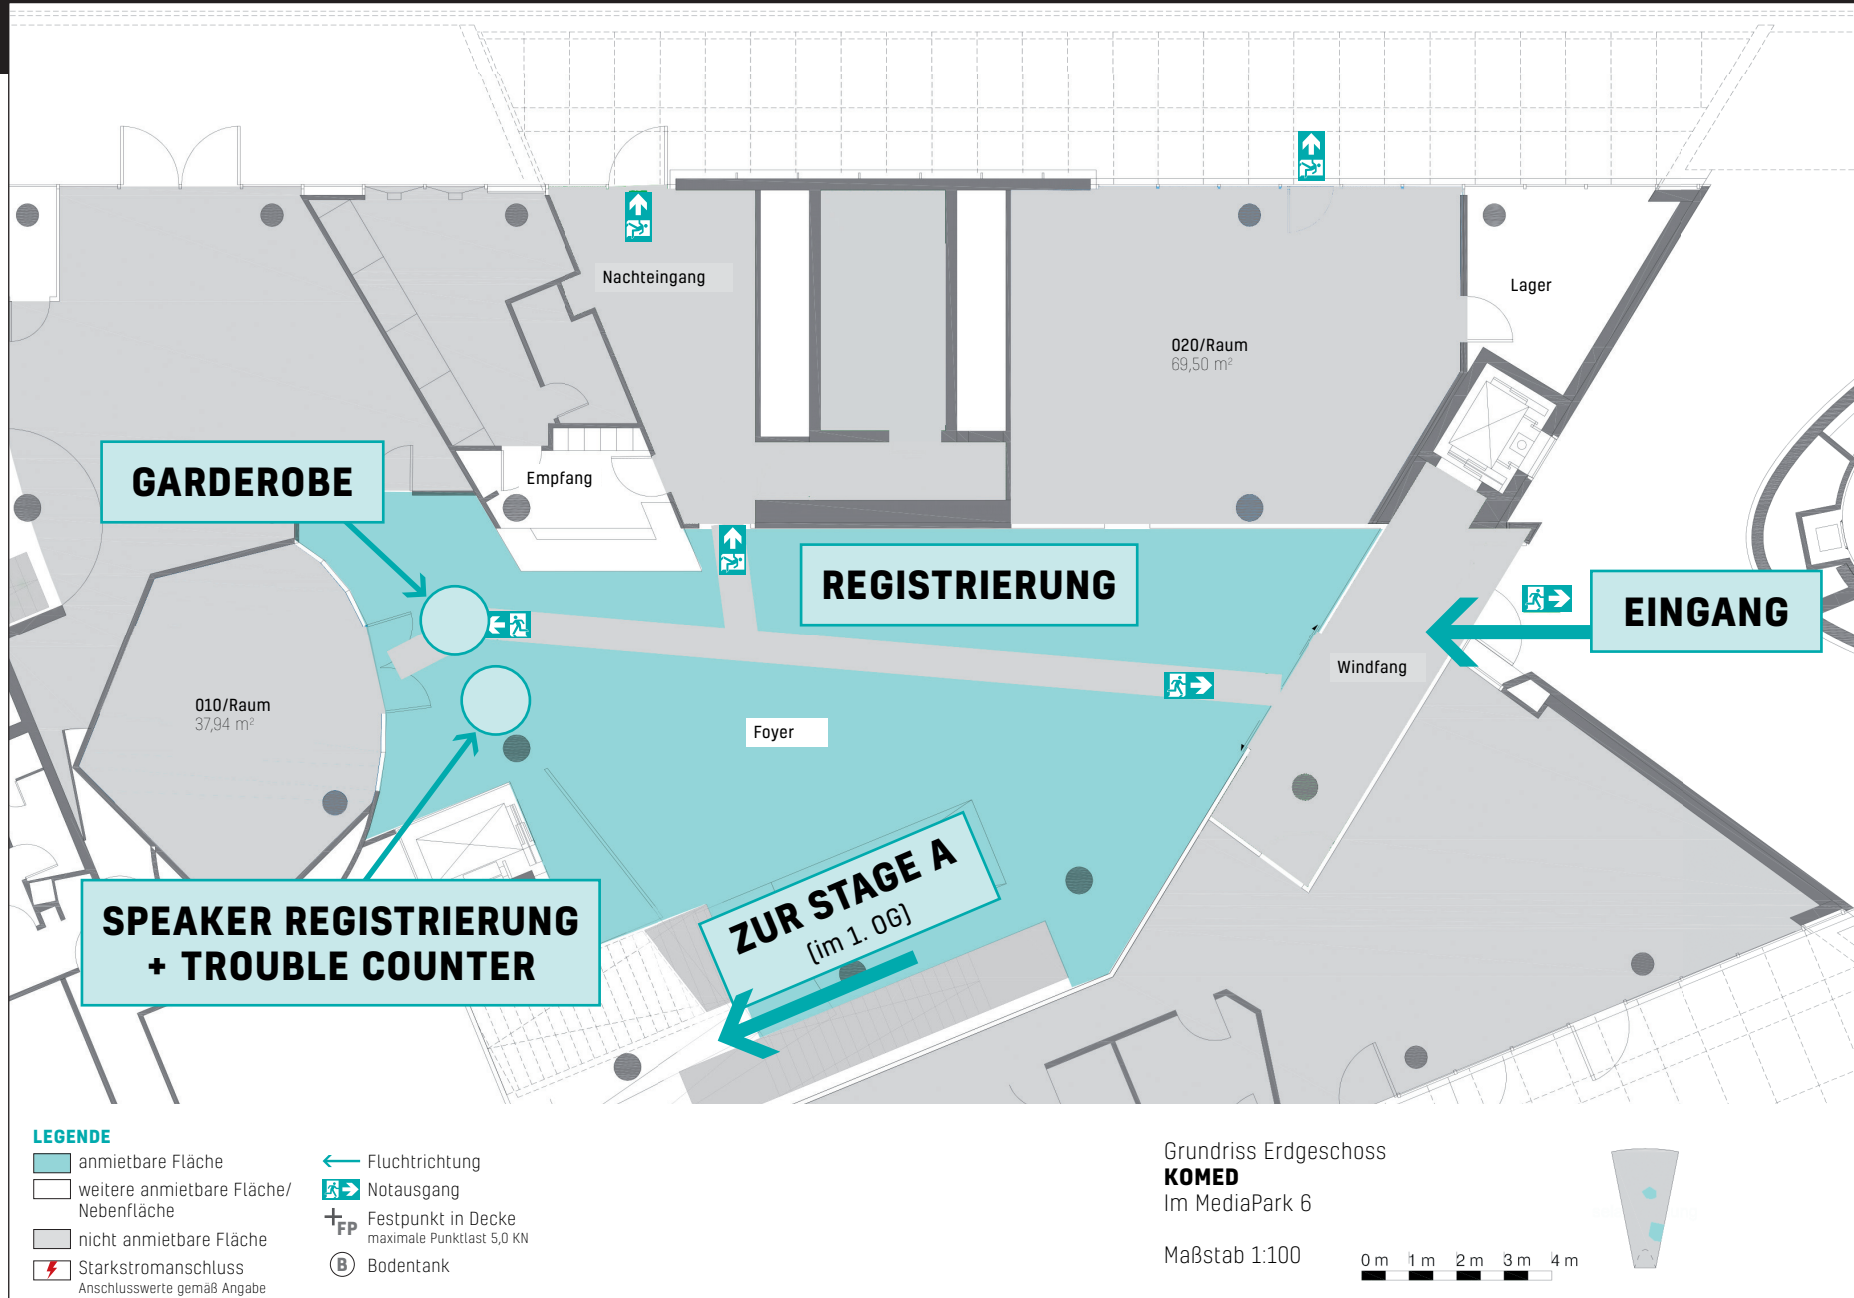 Nachteingang
Lager
020/Raum
69,50 m²
GARDEROBE
Empfang
REGISTRIERUNG
EINGANG
Windfang
010/Raum
37,94 m²
Foyer
ZUR STAGE A
(im 1. OG)
SPEAKER REGISTRIERUNG
+ TROUBLE COUNTER
LEGENDE
anmietbare Fläche
weitere anmietbare Fläche/
Nebenfläche
nicht anmietbare Fläche
Starkstromanschluss
Anschlusswerte gemäß Angabe
Fluchtrichtung
Notausgang
FP
Festpunkt in Decke
maximale Punktlast 5,0 KN
B
Bodentank
Grundriss Erdgeschoss
KOMED
Im MediaPark 6
Maßstab 1:100
0 m 1 m 2 m 3 m 4 m